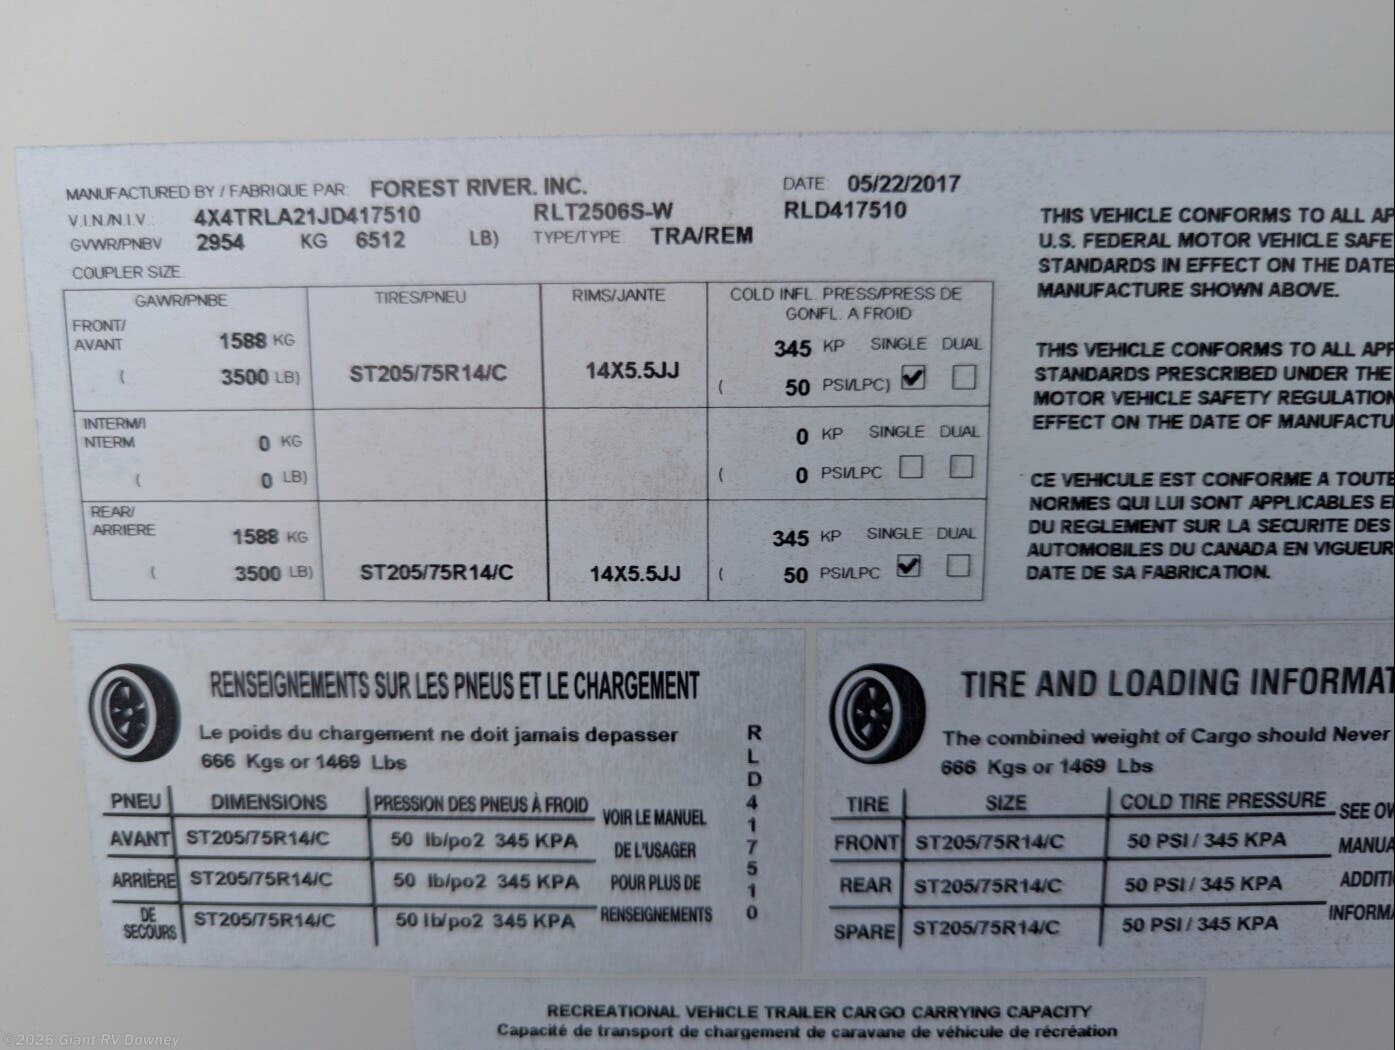 MANUFACTURED BY / FABRIQUE PAR: FOREST RIVER. INC. DATE: 05/22/2017
V.I.N/N.I.V.: 4X4TRLA21JD417510 RLT2506S-W RLD417510
GVWR/PNBV 2954 KG 6512 LB) TYPE/TYPE: TRA/REM
COUPLER SIZE
GAWR/PNBE TIRES/PNEU RIMS/JANTE COLD INFL. PRESS/PRESS DE
GONFL. A FROID
FRONT/
AVANT 1588 KG 345 KP SINGLE DUAL
( 3500 LB) ST205/75R14/C 14X5.5JJ ( 50 PSI/LPC)
INTERM/I
NTERM 0 KG 0 KP SINGLE DUAL
( 0 LB) ( 0 PSI/LPC
REAR/
ARRIERE 1588 KG 345 KP SINGLE DUAL
( 3500 LB) ST205/75R14/C 14X5.5JJ ( 50 PSI/LPC
THIS VEHICLE CONFORMS TO ALL AP
U.S. FEDERAL MOTOR VEHICLE SAFE
STANDARDS IN EFFECT ON THE DATE
MANUFACTURE SHOWN ABOVE.
THIS VEHICLE CONFORMS TO ALL APP
STANDARDS PRESCRIBED UNDER THE
MOTOR VEHICLE SAFETY REGULATION
EFFECT ON THE DATE OF MANUFACTU
CE VEHICULE EST CONFORME A TOUTE
NORMES QUI LUI SONT APPLICABLES E
DU REGLEMENT SUR LA SECURITE DES
AUTOMOBILES DU CANADA EN VIGUEUR
DATE DE SA FABRICATION.
RENSEIGNEMENTS SUR LES PNEUS ET LE CHARGEMENT
Le poids du chargement ne doit jamais depasser
666 Kgs or 1469 Lbs
PNEU DIMENSIONS PRESSION DES PNEUS À FROID
AVANT ST205/75R14/C 50 lb/po2 345 KPA
ARRIÈRE ST205/75R14/C 50 lb/po2 345 KPA
DE
SECOURS ST205/75R14/C 50 lb/po2 345 KPA
VOIR LE MANUEL
DE L'USAGER
POUR PLUS DE
RENSEIGNEMENTS
RLD417510
TIRE AND LOADING INFORMAT
The combined weight of Cargo should Never
666 Kgs or 1469 Lbs
TIRE SIZE COLD TIRE PRESSURE
FRONT ST205/75R14/C 50 PSI / 345 KPA
REAR ST205/75R14/C 50 PSI / 345 KPA
SPARE ST205/75R14/C 50 PSI / 345 KPA
SEE OW
MANUA
ADDITI
INFORMA
RECREATIONAL VEHICLE TRAILER CARGO CARRYING CAPACITY
Capacité de transport de chargement de caravane de véhicule de récréation
©2026 Giant RV Downey